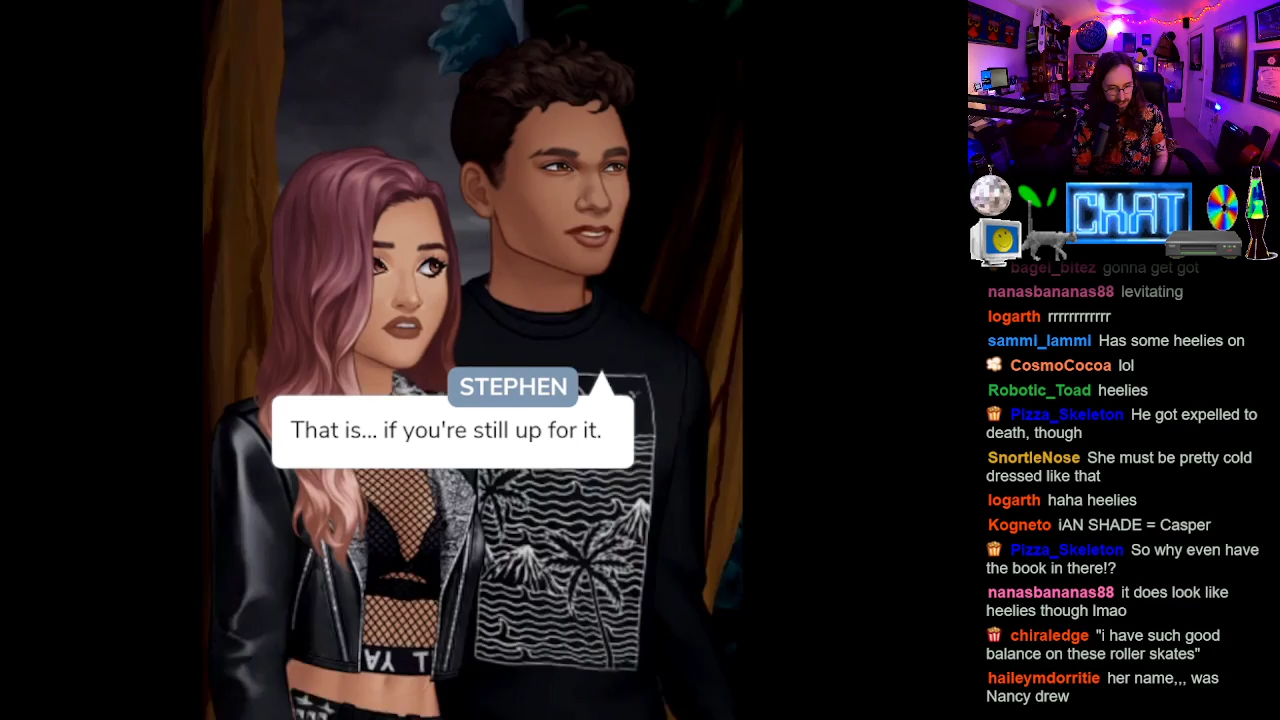 STEPHEN
That is... if you're still up for it.
CHAT
bagel_bitez gonna get got
nanasbananas88 levitating
logarth rrrrrrrrrrrr
samml_lamml Has some heelies on
CosmoCocoa lol
Robotic_Toad heelies
Pizza_Skeleton He got expelled to
death, though
SnortleNose She must be pretty cold
dressed like that
logarth haha heelies
Kogneto iAN SHADE = Casper
Pizza_Skeleton So why even have
the book in there!?
nanasbananas88 it does look like
heelies though lmao
chiraledge "i have such good
balance on these roller skates"
haileymdorritie her name,,, was
Nancy drew